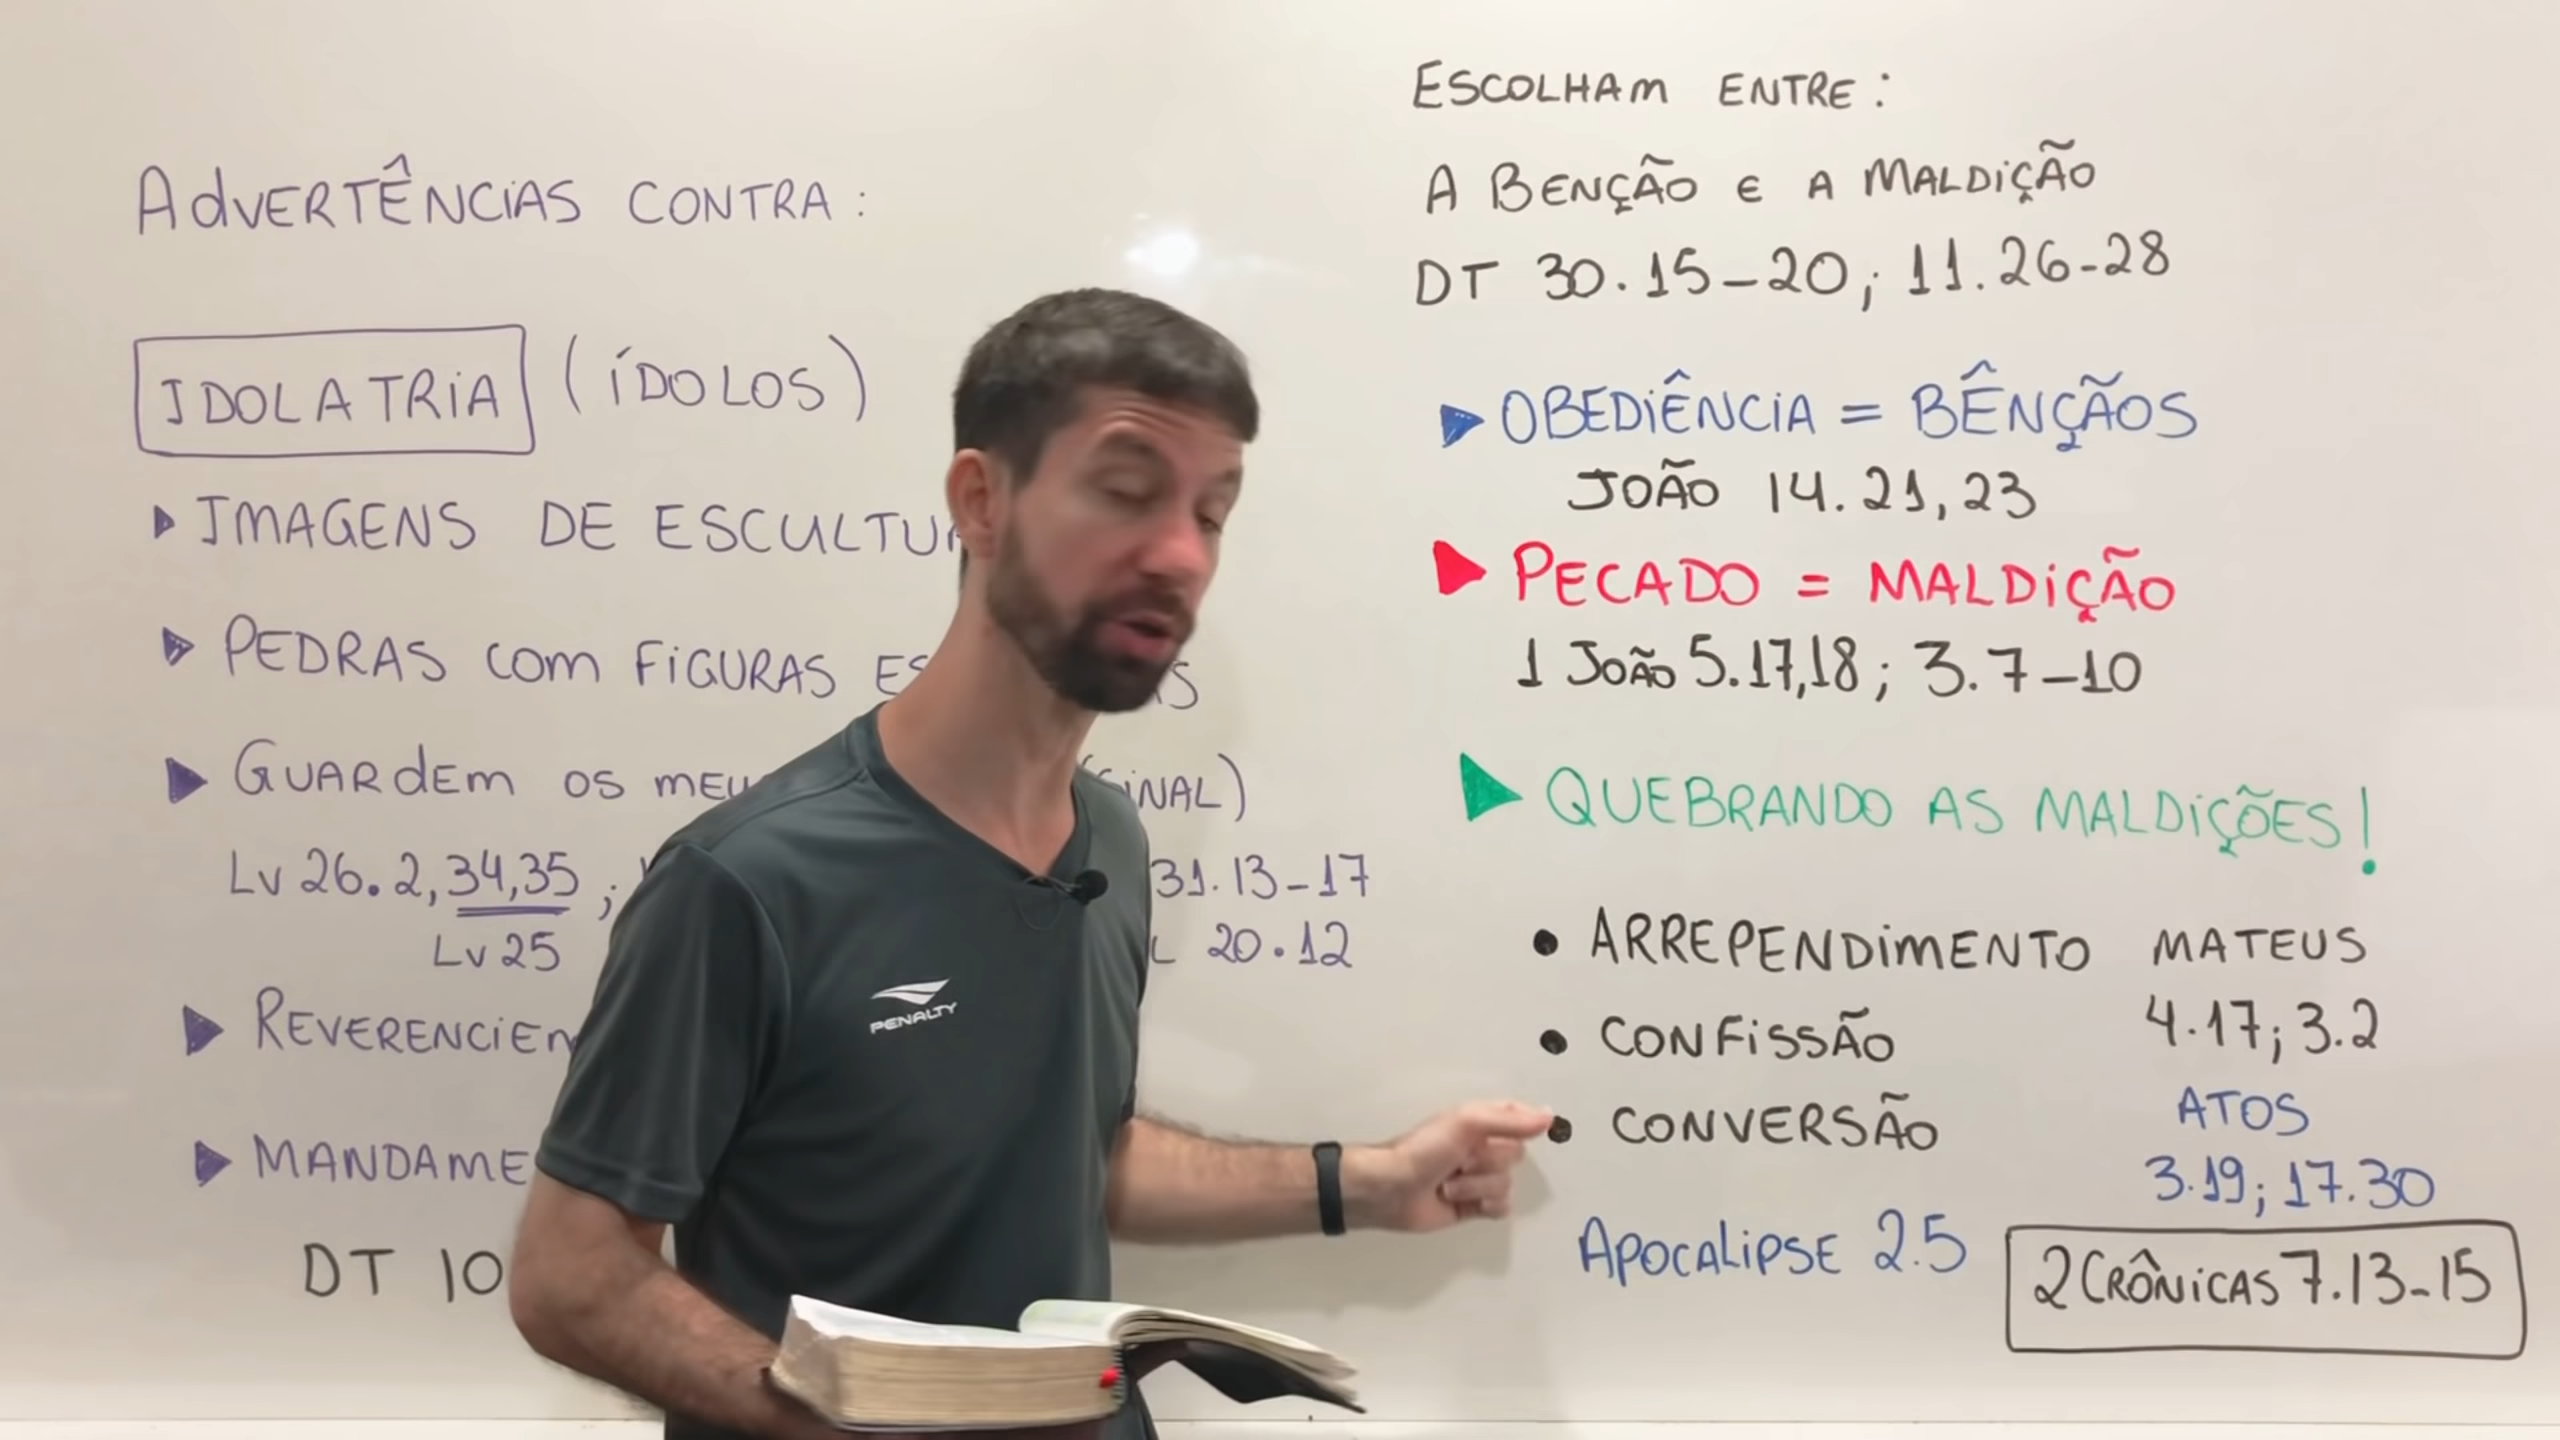 ADVERTÊNCIAS CONTRA:
IDOLATRIA (ÍDOLOS)
IMAGENS DE
PEDRAS COM FIGURAS
GUARDEM OS
LV 26.2,34,35;
31.13-17
LV 25
20.12
DT 10
ESCOLHAM ENTRE:
A BENÇÃO E A MALDIÇÃO
DT 30.15-20; 11.26-28
OBEDIÊNCIA = BÊNÇÃOS
JOÃO 14.21,23
PECADO = MALDIÇÃO
1 JOÃO 5.17,18; 3.7-10
QUEBRANDO AS MALDIÇÕES!
• ARREPENDIMENTO
• CONFISSÃO
• CONVERSÃO
APOCALIPSE 2.5
MATEUS
4.17; 3.2
ATOS
3.19; 17.30
2 CRÔNICAS 7.13-15
PENALTY